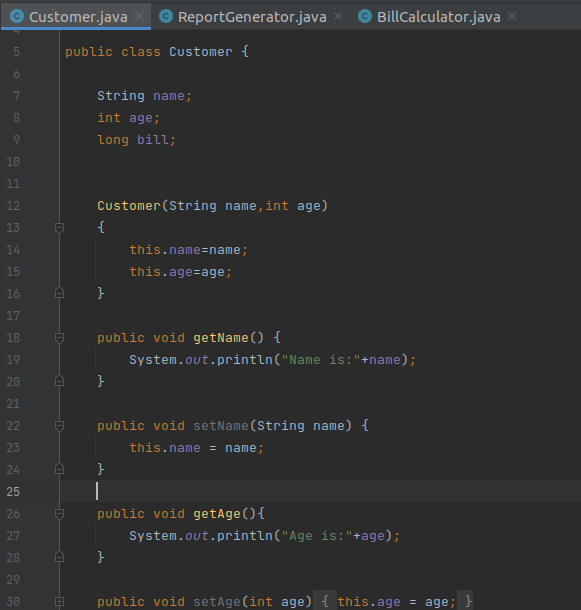 Customer.java × ReportGenerator.java × BillCalculator.java ×
4
5 public class Customer {
6
7 String name;
8 int age;
9 long bill;
10
11
12 Customer(String name,int age)
13 {
14 this.name=name;
15 this.age=age;
16 }
17
18 public void getName() {
19 System.out.println("Name is:"+name);
20 }
21
22 public void setName(String name) {
23 this.name = name;
24 }
25
26 public void getAge(){
27 System.out.println("Age is:"+age);
28 }
29
30 public void setAge(int age) { this.age = age; }